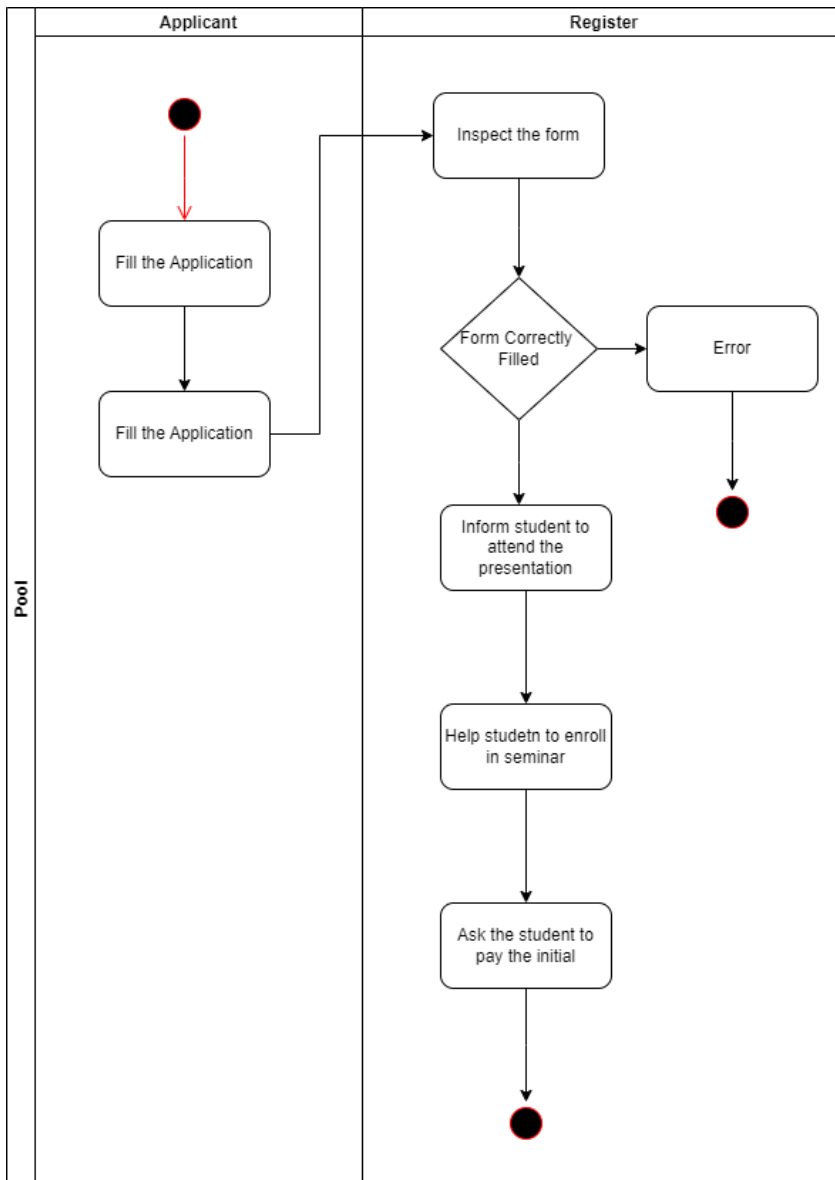 Applicant
Register
Pool
Fill the Application
Fill the Application
Inspect the form
Form Correctly
Filled
Error
Inform student to
attend the
presentation
Help studetn to enroll
in seminar
Ask the student to
pay the initial